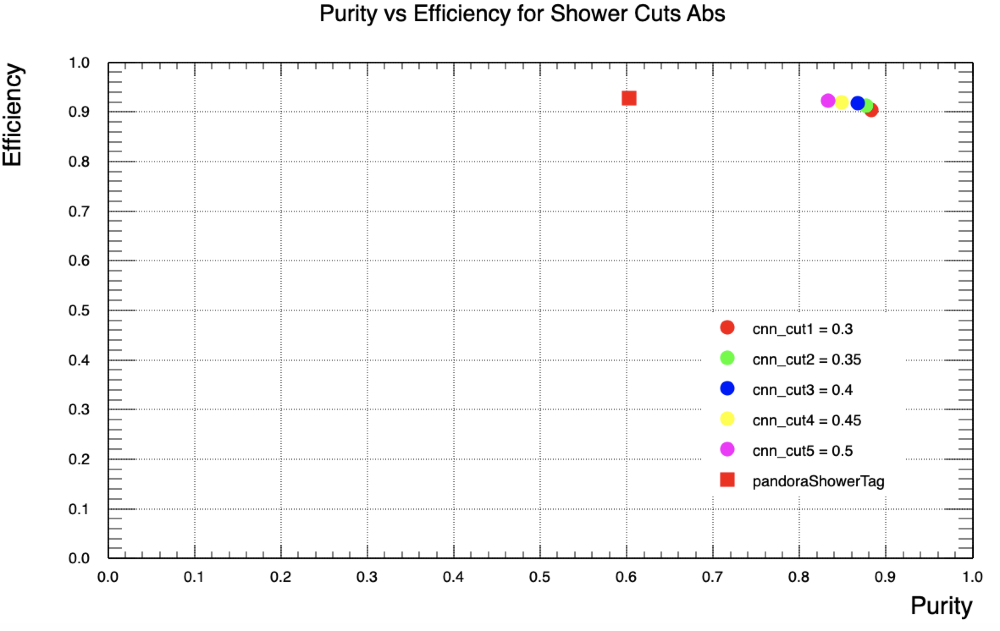 Purity vs Efficiency for Shower Cuts Abs
Efficiency
1.0
0.9
0.8
0.7
0.6
0.5
0.4
0.3
0.2
0.1
0.0
cnn_cut1 = 0.3
cnn_cut2 = 0.35
cnn_cut3 = 0.4
cnn_cut4 = 0.45
cnn_cut5 = 0.5
pandoraShowerTag
0.0 0.1 0.2 0.3 0.4 0.5 0.6 0.7 0.8 0.9 1.0
Purity